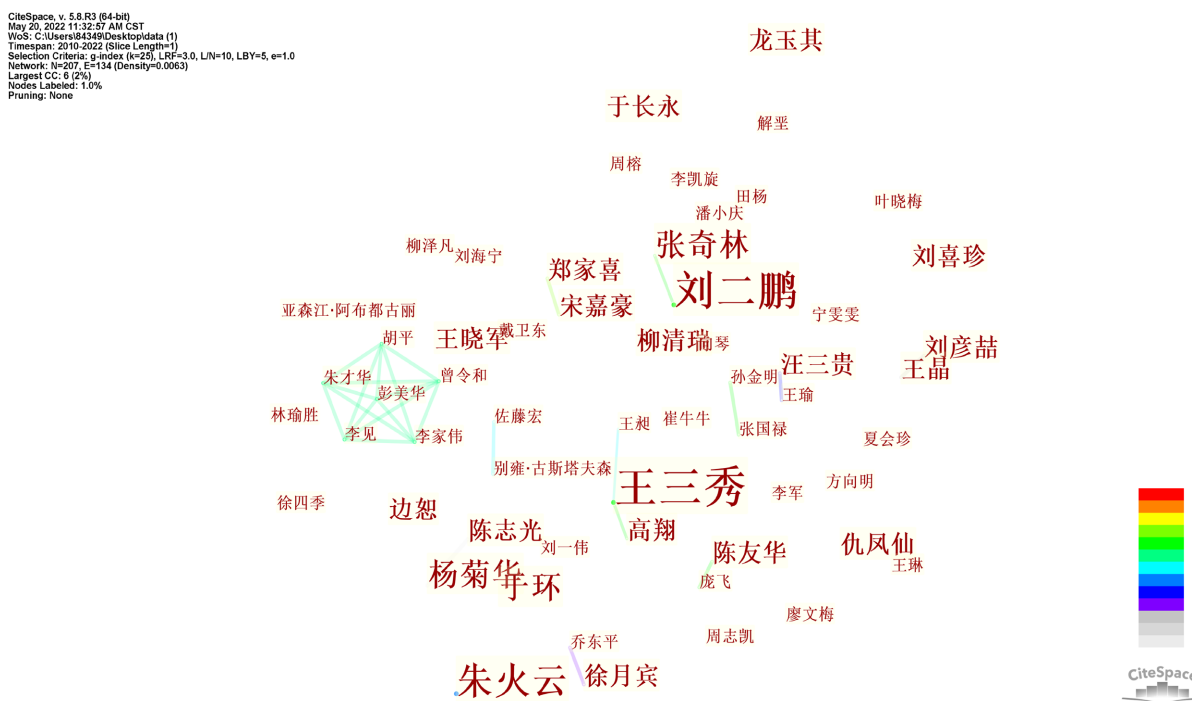 CiteSpace, v. 5.8.R3 (64-bit)
May 20, 2022 11:32:57 AM CST
WoS: C:\Users\84349\Desktop\data (1)
Timespan: 2010-2022 (Slice Length=1)
Selection Criteria: g-index (k=25), LRF=3.0, L/N=10, LBY=5, e=1.0
Network: N=207, E=134 (Density=0.0063)
Largest CC: 6 (2%)
Nodes Labeled: 1.0%
Pruning: None
龙玉其
于长永
解垩
周榕
李凯旋
田杨
叶晓梅
潘小庆
柳泽凡
刘海宁
张奇林
刘喜珍
郑家喜
刘二鹏
宋嘉豪
亚森江·阿布都古丽
宁雯雯
胡平
王晓军
戴卫东
柳清瑞
琴
刘彦喆
汪三贵
王晶
朱才华
曾令和
孙金明
彭美华
王瑜
林瑜胜
佐藤宏
王昶
崔牛牛
张国禄
李见
李家伟
夏会珍
别雍·古斯塔夫森
王三秀
方向明
李军
徐四季
边恕
陈志光
高翔
刘一伟
陈友华
仇凤仙
王琳
杨菊华
于环
庞飞
廖文梅
周志凯
乔东平
朱火云
徐月宾
CiteSpace